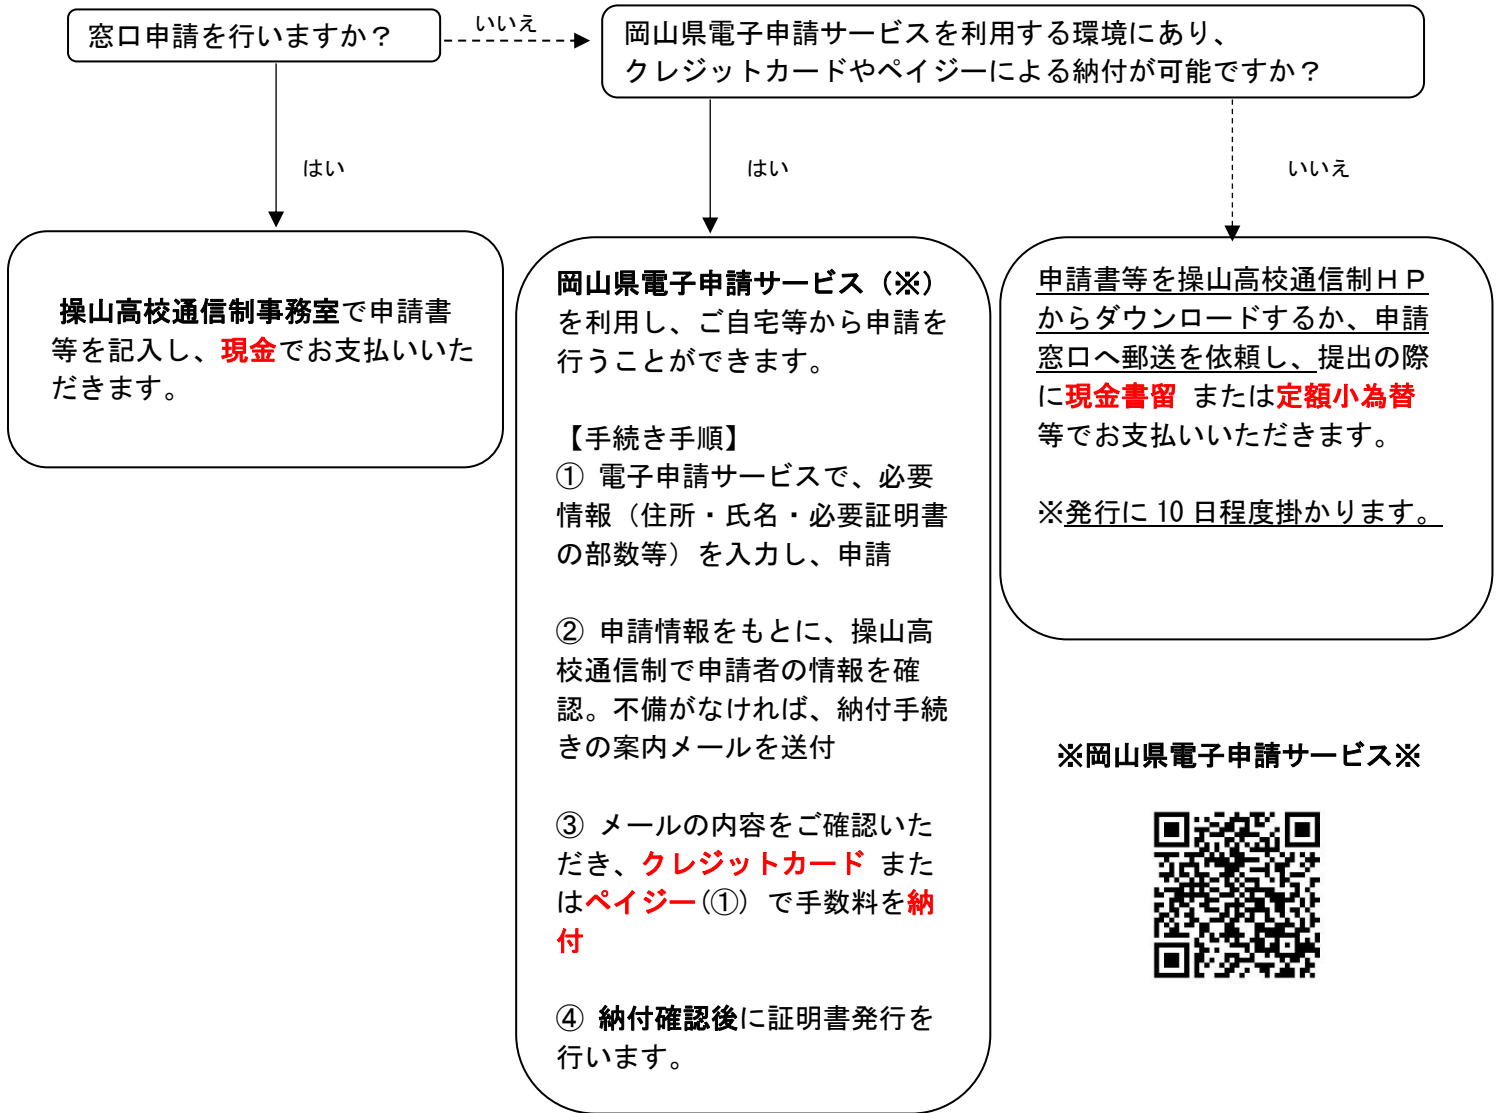 窓口申請を行いますか？
いいえ
岡山県電子申請サービスを利用する環境にあり、
クレジットカードやペイジーによる納付が可能ですか？
はい
はい
いいえ
操山高校通信制事務室で申請書
等を記入し、現金でお支払いいた
だきます。
岡山県電子申請サービス（※）
を利用し、ご自宅等から申請を
行うことができます。
【手続き手順】
① 電子申請サービスで、必要
情報（住所・氏名・必要証明書
の部数等）を入力し、申請
② 申請情報をもとに、操山高
校通信制で申請者の情報を確
認。不備がなければ、納付手続
きの案内メールを送付
③ メールの内容をご確認いた
だき、クレジットカード また
はペイジー(①) で手数料を納
付
④ 納付確認後に証明書発行を
行います。
申請書等を操山高校通信制ＨＰ
からダウンロードするか、申請
窓口へ郵送を依頼し、提出の際
に現金書留 または定額小為替
等でお支払いいただきます。
※発行に 10 日程度掛かります。
※岡山県電子申請サービス※